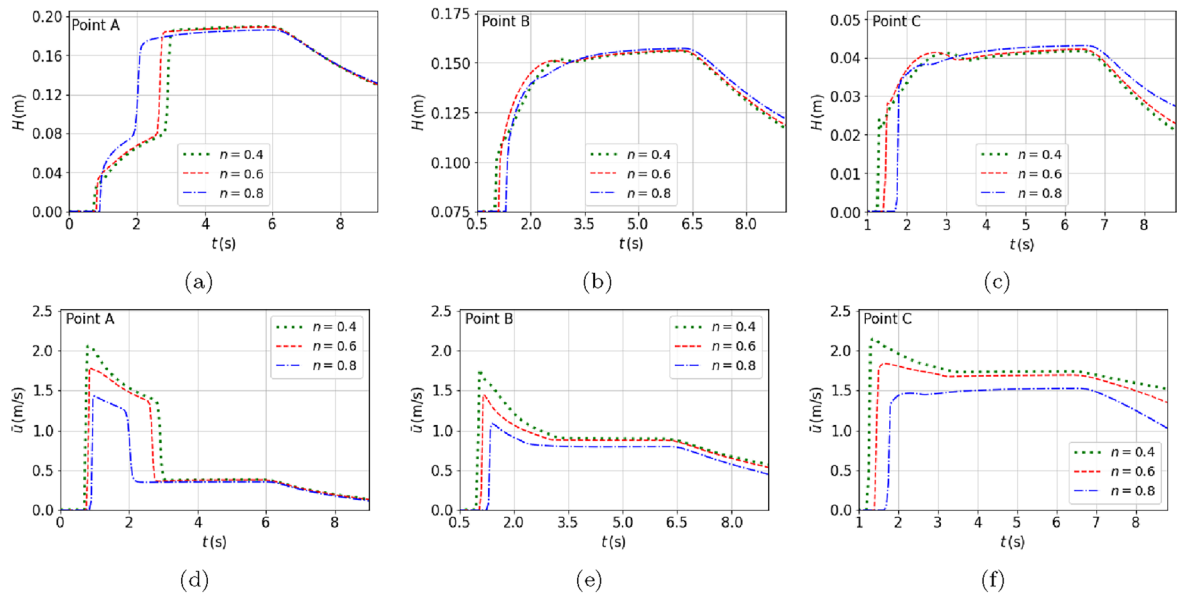 Point A
H (m)
0.20
0.16
0.12
0.08
0.04
0.00
n = 0.4
n = 0.6
n = 0.8
0 2 4 6 8
t (s)
(a)
Point B
H (m)
0.175
0.150
0.125
0.100
0.075
n = 0.4
n = 0.6
n = 0.8
0.5 2.0 3.5 5.0 6.5 8.0
t (s)
(b)
Point C
H (m)
0.05
0.04
0.03
0.02
0.01
0.00
n = 0.4
n = 0.6
n = 0.8
1 2 3 4 5 6 7 8
t (s)
(c)
Point A
ū (m/s)
2.5
2.0
1.5
1.0
0.5
0.0
n = 0.4
n = 0.6
n = 0.8
0 2 4 6 8
t (s)
(d)
Point B
ū (m/s)
2.5
2.0
1.5
1.0
0.5
0.0
n = 0.4
n = 0.6
n = 0.8
0.5 2.0 3.5 5.0 6.5 8.0
t (s)
(e)
Point C
ū (m/s)
2.5
2.0
1.5
1.0
0.5
0.0
n = 0.4
n = 0.6
n = 0.8
1 2 3 4 5 6 7 8
t (s)
(f)